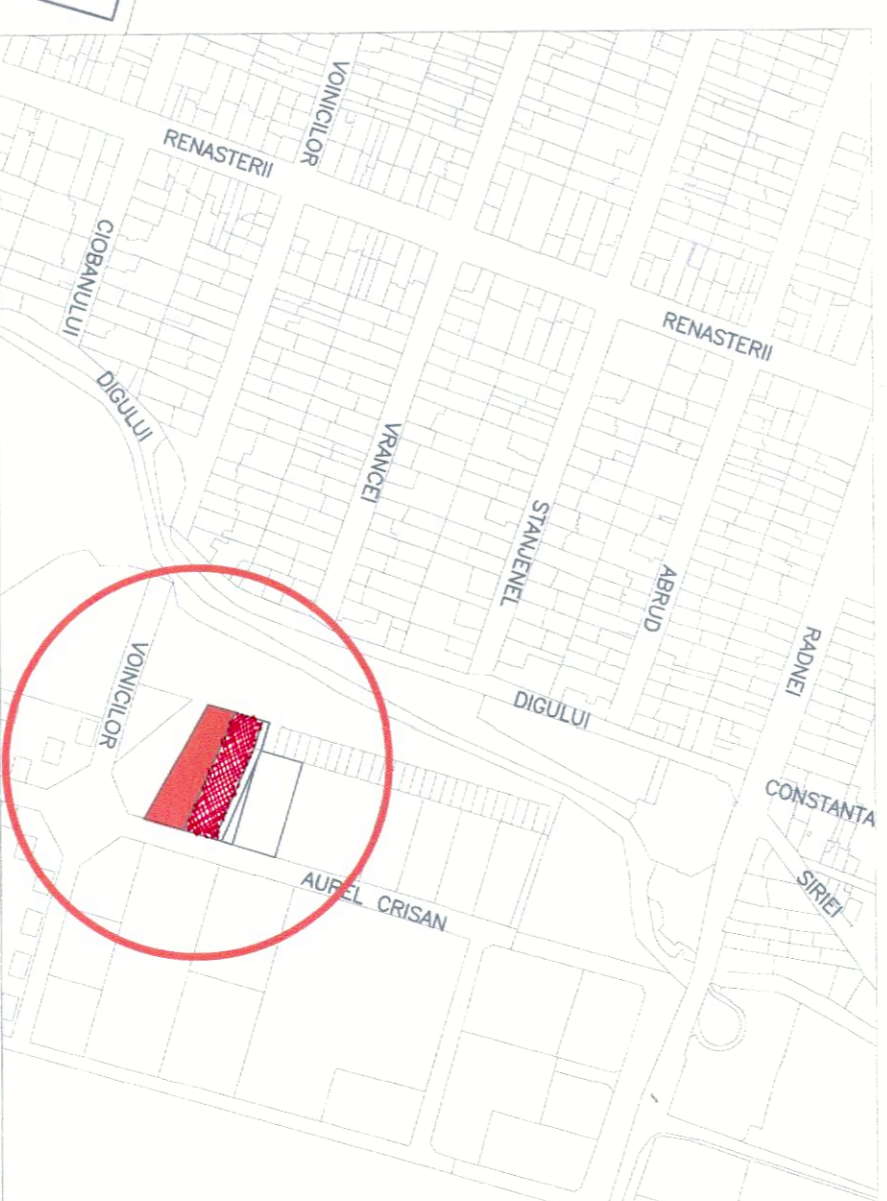 VOINICILOR
RENASTERII
CIOBANULUI
RENASTERII
DIGULUI
VRANCEI
STANJENEL
ABRUD
RADNEI
VOINICILOR
DIGULUI
CONSTANTA
SIRIEI
AUREL CRISAN